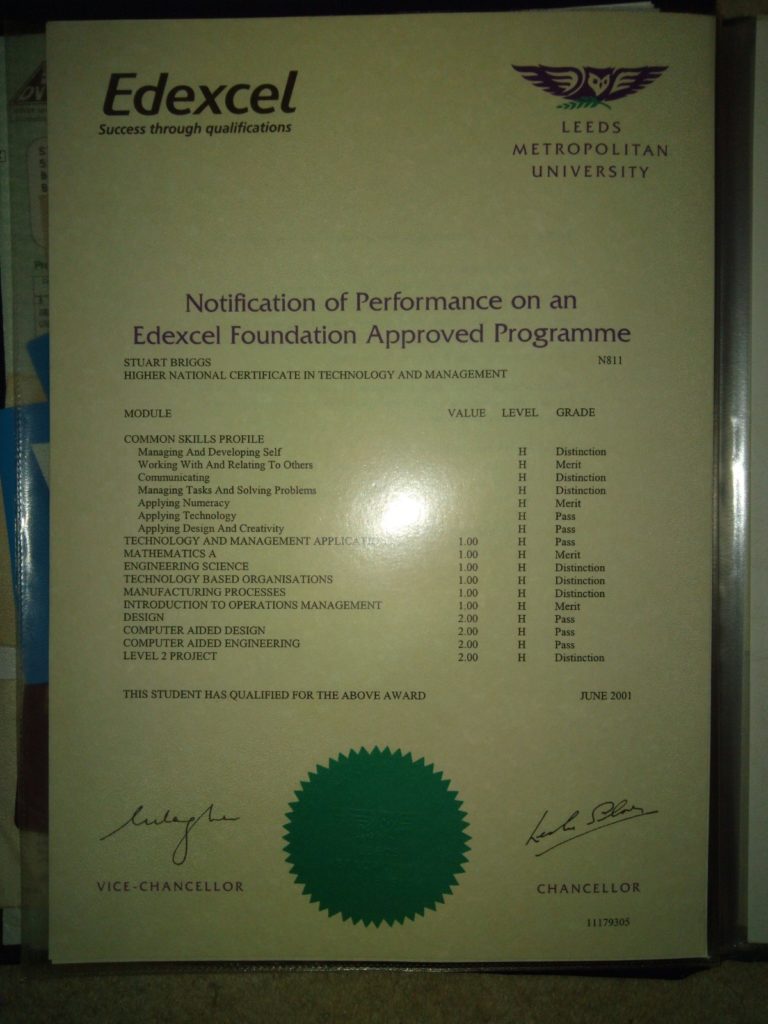 Edexcel
Success through qualifications
LEEDS
METROPOLITAN
UNIVERSITY
Notification of Performance on an
Edexcel Foundation Approved Programme
STUART BRIGGS N811
HIGHER NATIONAL CERTIFICATE IN TECHNOLOGY AND MANAGEMENT
MODULE VALUE LEVEL GRADE
COMMON SKILLS PROFILE
Managing And Developing Self H Distinction
Working With And Relating To Others H Merit
Communicating H Distinction
Managing Tasks And Solving Problems H Distinction
Applying Numeracy H Merit
Applying Technology H Pass
Applying Design And Creativity H Pass
TECHNOLOGY AND MANAGEMENT 1.00 H Pass
MATHEMATICS A 1.00 H Merit
ENGINEERING SCIENCE 1.00 H Distinction
TECHNOLOGY BASED ORGANISATIONS 1.00 H Distinction
MANUFACTURING PROCESSES 1.00 H Distinction
INTRODUCTION TO OPERATIONS MANAGEMENT 1.00 H Merit
DESIGN 2.00 H Pass
COMPUTER AIDED DESIGN 2.00 H Pass
COMPUTER AIDED ENGINEERING 2.00 H Pass
LEVEL 2 PROJECT 2.00 H Distinction
THIS STUDENT HAS QUALIFIED FOR THE ABOVE AWARD JUNE 2001
VICE-CHANCELLOR
CHANCELLOR
11179305